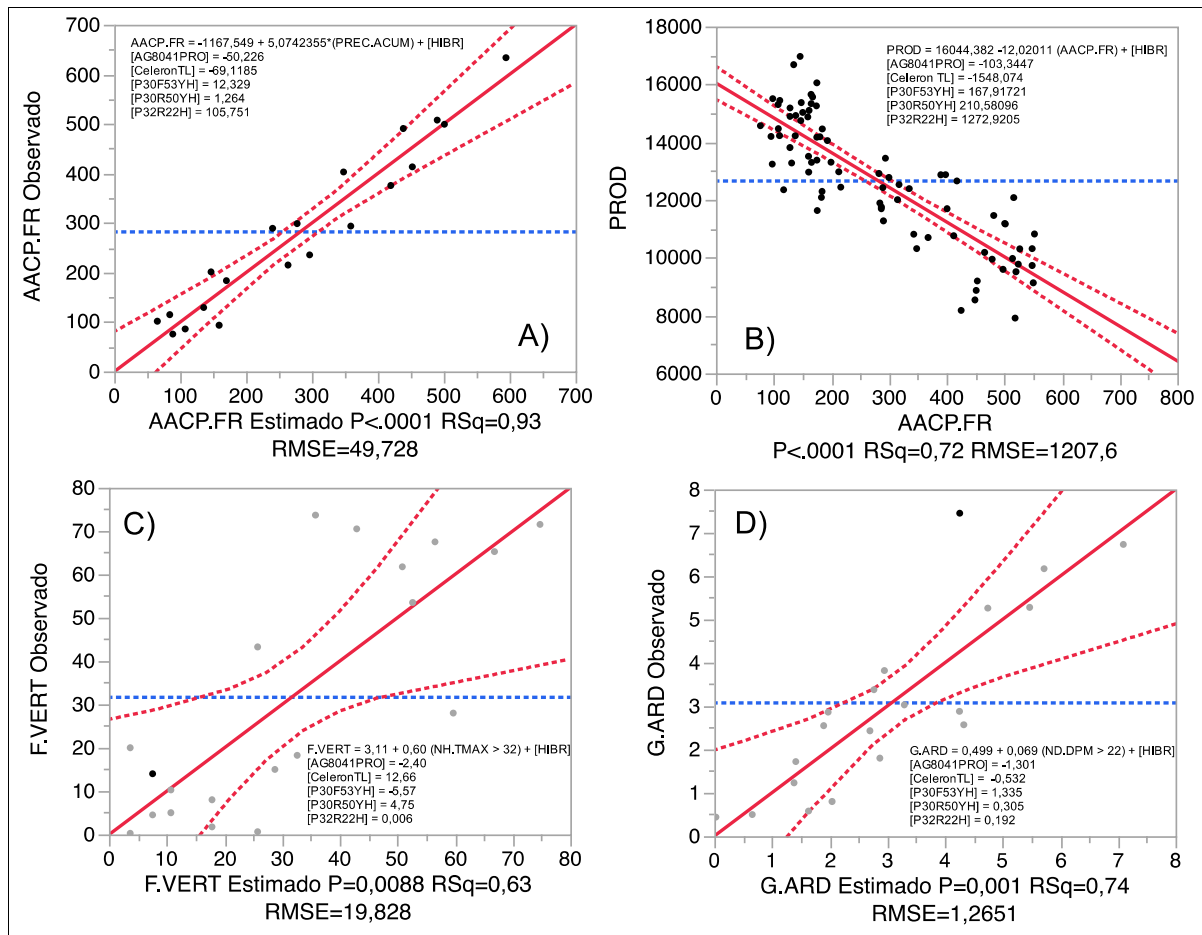 AACP.FR = -1167,549 + 5,0742355*(PREC.ACUM) + [HIBR]
[AG8041PRO] = -50,226
[CeleronTL] = -69,1185
[P30F53YH] = 12,329
[P30R50YH] = 1,264
[P32R22H] = 105,751
AACP.FR Observado
700
600
500
400
300
200
100
0
A)
0 100 200 300 400 500 600 700
AACP.FR Estimado P<.0001 RSq=0,93
RMSE=49,728
PROD = 16044,382 -12,02011 (AACP.FR) + [HIBR]
[AG8041PRO] = -103,3447
[Celeron TL] = -1548,074
[P30F53YH] = 167,91721
[P30R50YH] 210,58096
[P32R22H] = 1272,9205
PROD
18000
16000
14000
12000
10000
8000
6000
B)
0 100 200 300 400 500 600 700 800
AACP.FR
P<.0001 RSq=0,72 RMSE=1207,6
C)
F.VERT Observado
80
70
60
50
40
30
20
10
0
F.VERT = 3,11 + 0,60 (NH.TMAX > 32) + [HIBR]
[AG8041PRO] = -2,40
[CeleronTL] = 12,66
[P30F53YH] = -5,57
[P30R50YH] = 4,75
[P32R22H] = 0,006
0 10 20 30 40 50 60 70 80
F.VERT Estimado P=0,0088 RSq=0,63
RMSE=19,828
D)
G.ARD Observado
8
7
6
5
4
3
2
1
0
G.ARD = 0,499 + 0,069 (ND.DPM > 22) + [HIBR]
[AG8041PRO] = -1,301
[CeleronTL] = -0,532
[P30F53YH] = 1,335
[P30R50YH] = 0,305
[P32R22H] = 0,192
0 1 2 3 4 5 6 7 8
G.ARD Estimado P=0,001 RSq=0,74
RMSE=1,2651